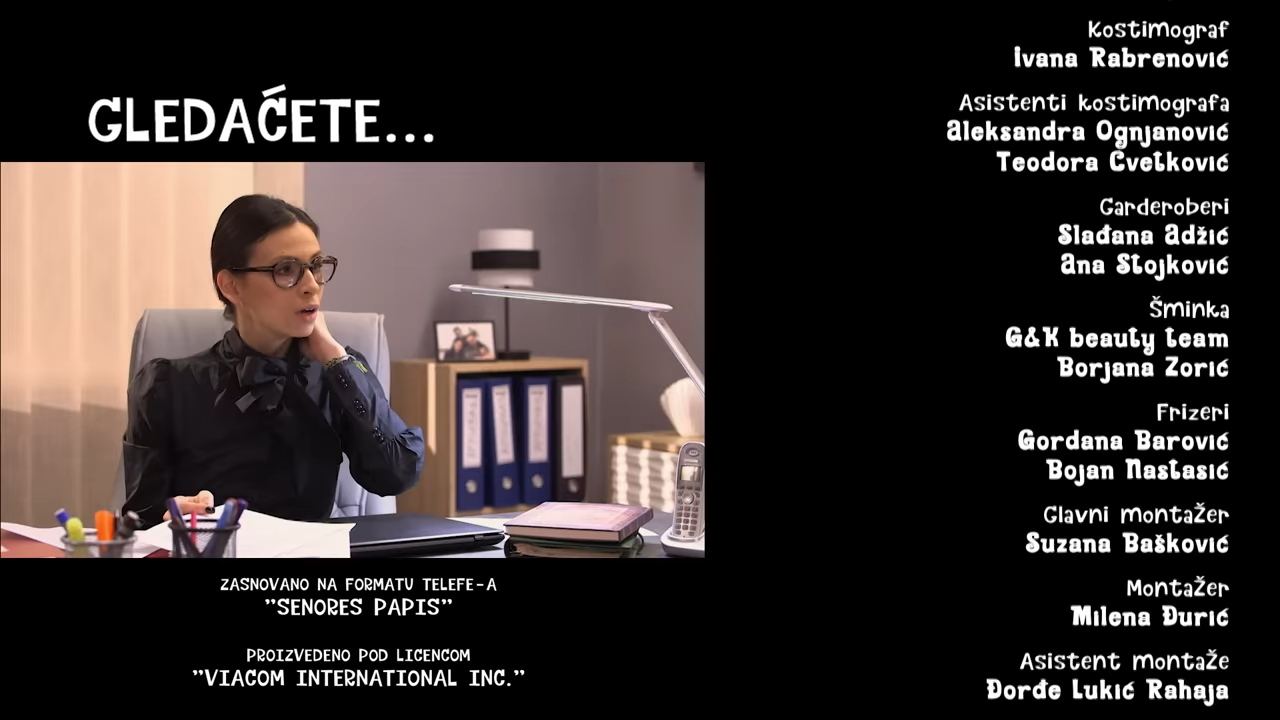 GLEDAĆETE...
ZASNOVANO NA FORMATU TELEFE-A
"SENORES PAPIS"
PROIZVEDENO POD LICENCOM
"VIACOM INTERNATIONAL INC."
Kostimograf
Ivana Rabrenović
Asistenti kostimografa
Aleksandra Ognjanović
Teodora Cvetković
Garderoberi
Slađana Adžić
Ana Stojković
Šminka
G&K beauty team
Borjana Zorić
Frizeri
Gordana Barović
Bojan Nastasić
Glavni montažer
Suzana Bašković
Montažer
Milena Đurić
Asistent montaže
Đorđe Lukić Rahaja